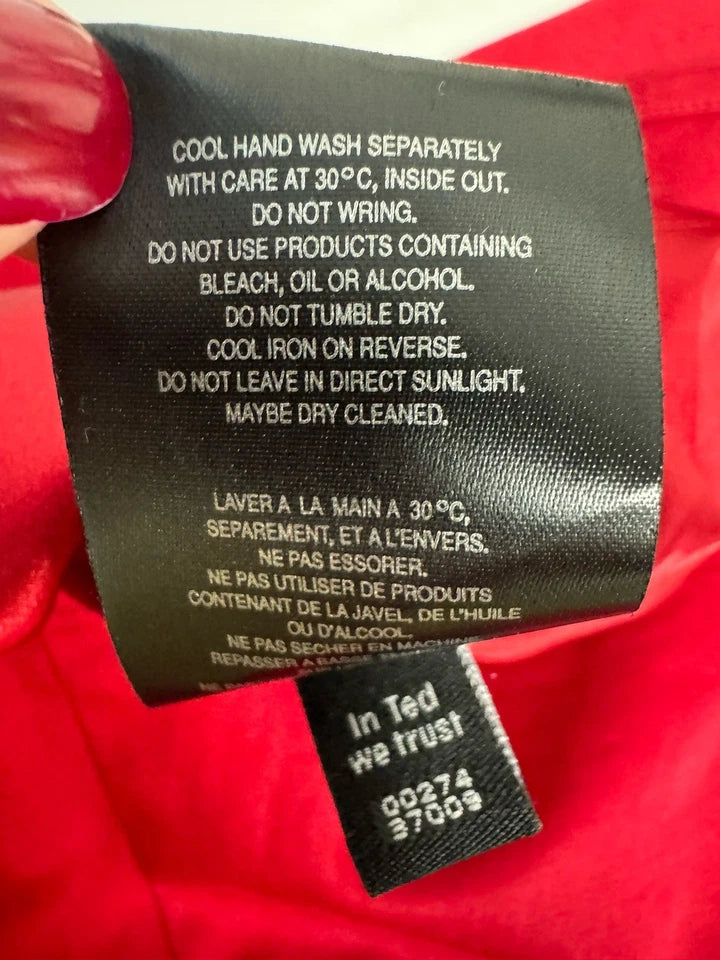 COOL HAND WASH SEPARATELY
WITH CARE AT 30°C, INSIDE OUT.
DO NOT WRING.
DO NOT USE PRODUCTS CONTAINING
BLEACH, OIL OR ALCOHOL.
DO NOT TUMBLE DRY.
COOL IRON ON REVERSE.
DO NOT LEAVE IN DIRECT SUNLIGHT.
MAYBE DRY CLEANED.
LAVER A LA MAIN A 30°C,
SEPAREMENT, ET A L'ENVERS.
NE PAS ESSORER.
NE PAS UTILISER DE PRODUITS
CONTENANT DE LA JAVEL, DE L'HUILE
OU D'ALCOOL.
NE PAS SECHER EN MACHINE
REPASSER A BASSE
In Ted
we trust
00274
37009